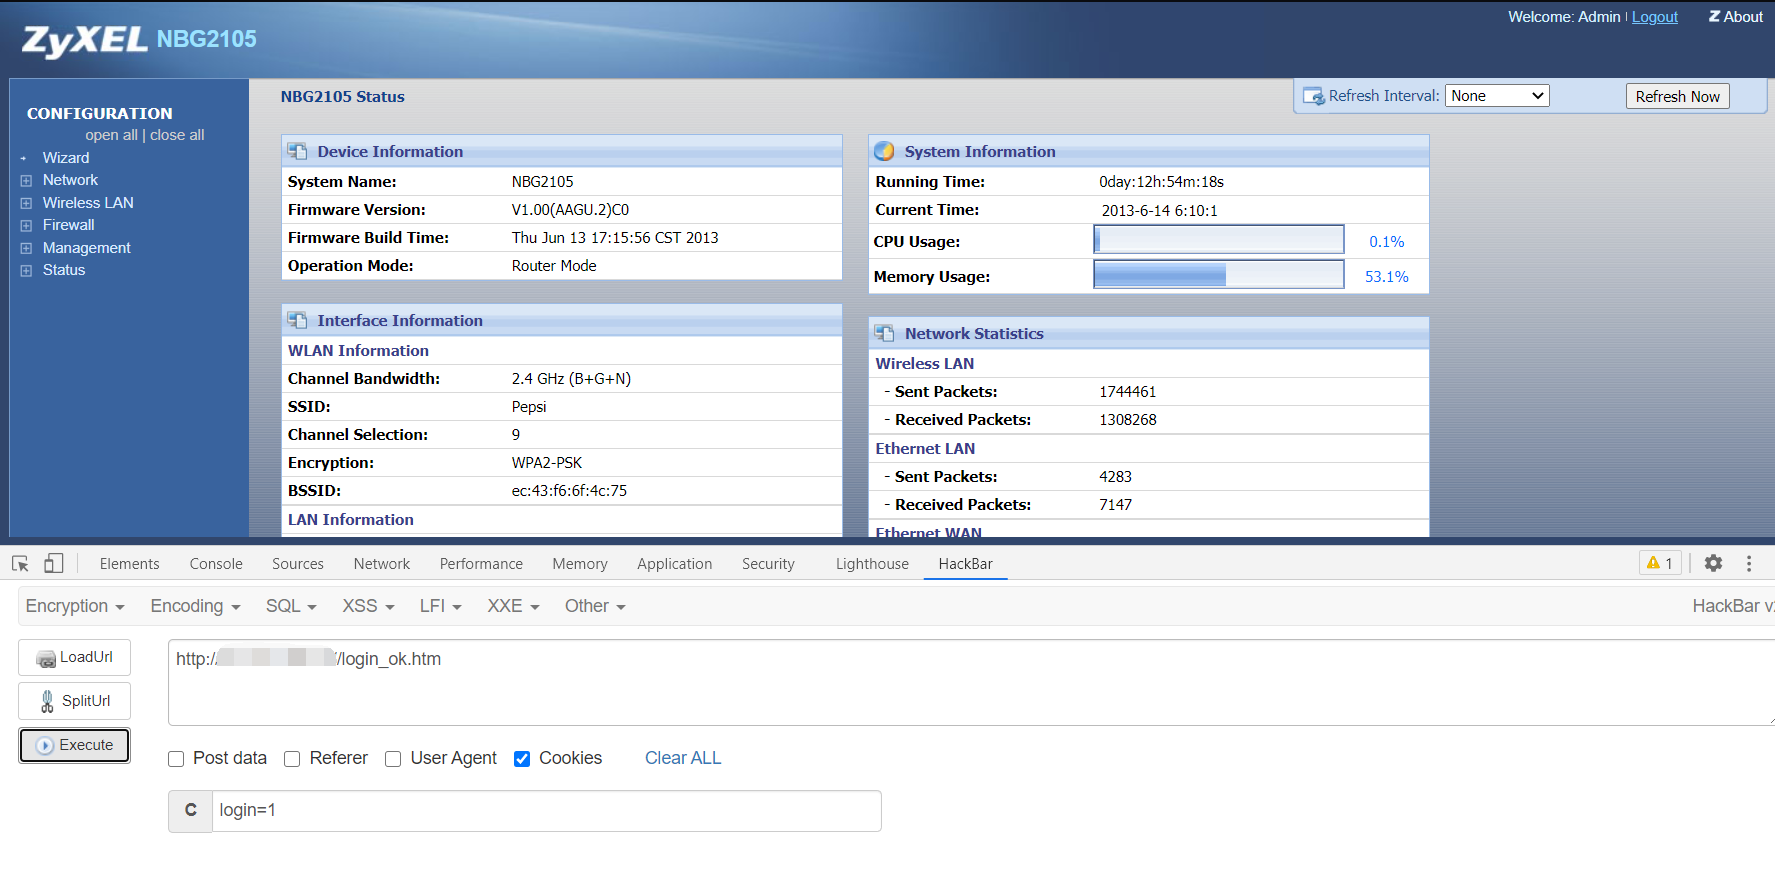 Welcome: Admin | Logout Z About
ZyXEL NBG2105
CONFIGURATION
open all | close all
Wizard
Network
Wireless LAN
Firewall
Management
Status
NBG2105 Status
Refresh Interval: None Refresh Now
Device Information
System Name: NBG2105
Firmware Version: V1.00(AAGU.2)C0
Firmware Build Time: Thu Jun 13 17:15:56 CST 2013
Operation Mode: Router Mode
Interface Information
WLAN Information
Channel Bandwidth: 2.4 GHz (B+G+N)
SSID: Pepsi
Channel Selection: 9
Encryption: WPA2-PSK
BSSID: ec:43:f6:6f:4c:75
LAN Information
System Information
Running Time: 0day:12h:54m:18s
Current Time: 2013-6-14 6:10:1
CPU Usage: 0.1%
Memory Usage: 53.1%
Network Statistics
Wireless LAN
- Sent Packets: 1744461
- Received Packets: 1308268
Ethernet LAN
- Sent Packets: 4283
- Received Packets: 7147
Ethernet WAN
Elements Console Sources Network Performance Memory Application Security Lighthouse HackBar 1
Encryption Encoding SQL XSS LFI XXE Other HackBar v
LoadUrl
SplitUrl
Execute
http:/ /login_ok.htm
Post data Referer User Agent Cookies Clear ALL
C login=1